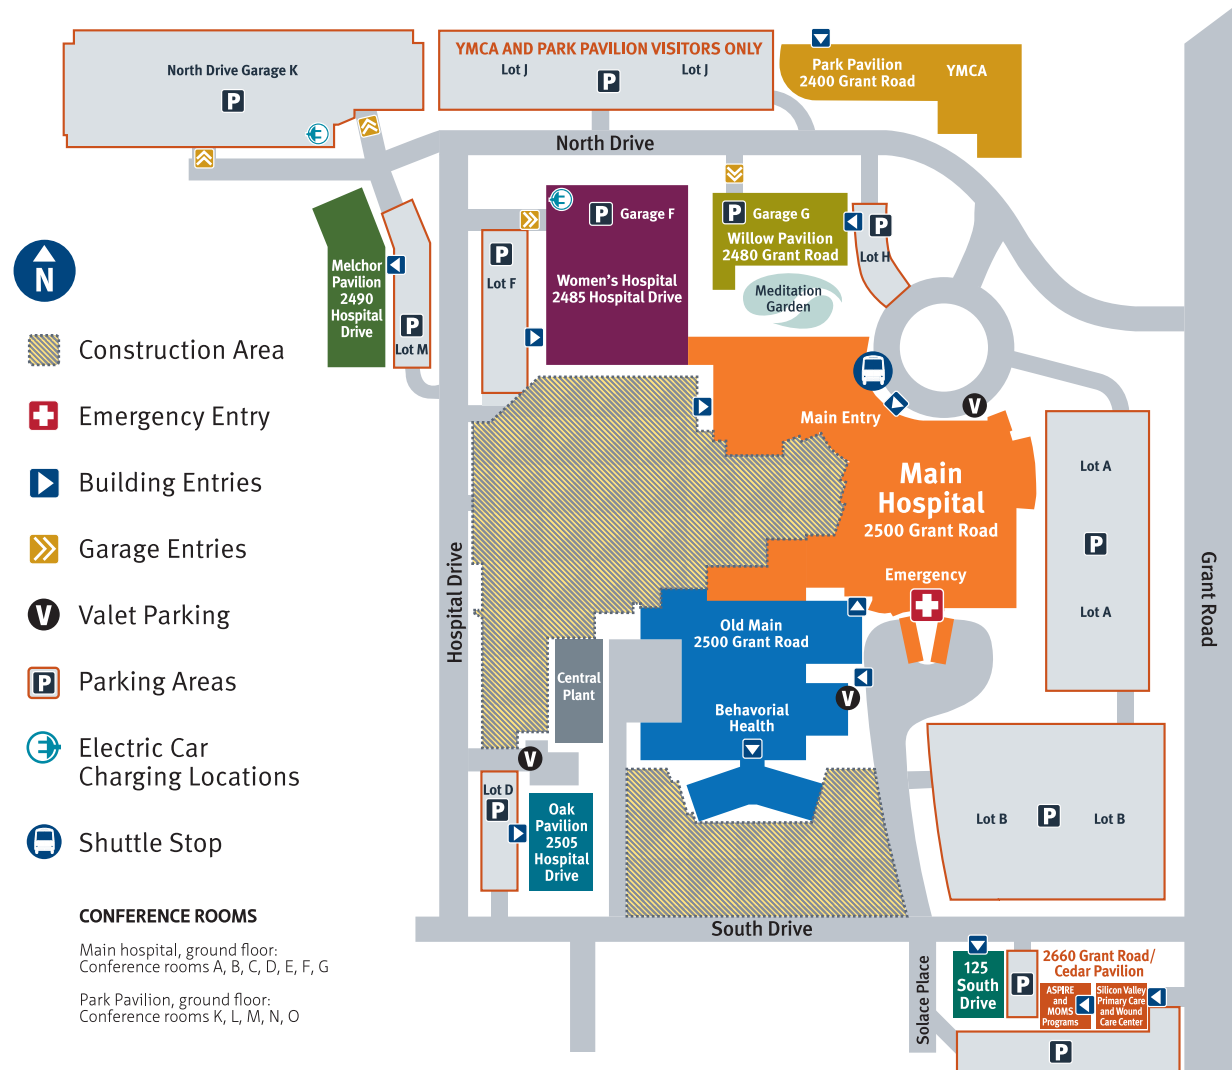 North Drive Garage K
P
YMCA AND PARK PAVILION VISITORS ONLY
Lot J
Lot J
P
Park Pavilion
2400 Grant Road
YMCA
North Drive
P
Garage F
Women's Hospital
2485 Hospital Drive
P
Garage G
Willow Pavilion
2480 Grant Road
P
Lot H
Meditation
Garden
P
Lot F
Melchor
Pavilion
2490
Hospital
Drive
P
Lot M
N
Construction Area
Emergency Entry
Building Entries
Garage Entries
V
Valet Parking
P
Parking Areas
Electric Car
Charging Locations
Shuttle Stop
CONFERENCE ROOMS
Main hospital, ground floor:
Conference rooms A, B, C, D, E, F, G
Park Pavilion, ground floor:
Conference rooms K, L, M, N, O
Main Entry
V
Main
Hospital
2500 Grant Road
Emergency
Lot A
P
Lot A
Grant Road
Hospital Drive
Old Main
2500 Grant Road
Central
Plant
Behavorial
Health
V
V
Lot D
P
Oak
Pavilion
2505
Hospital
Drive
Lot B
P
Lot B
South Drive
Solace Place
125
South
Drive
P
2660 Grant Road/
Cedar Pavilion
ASPIRE
and
MOMS
Programs
Silicon Valley
Primary Care
and Wound
Care Center
P